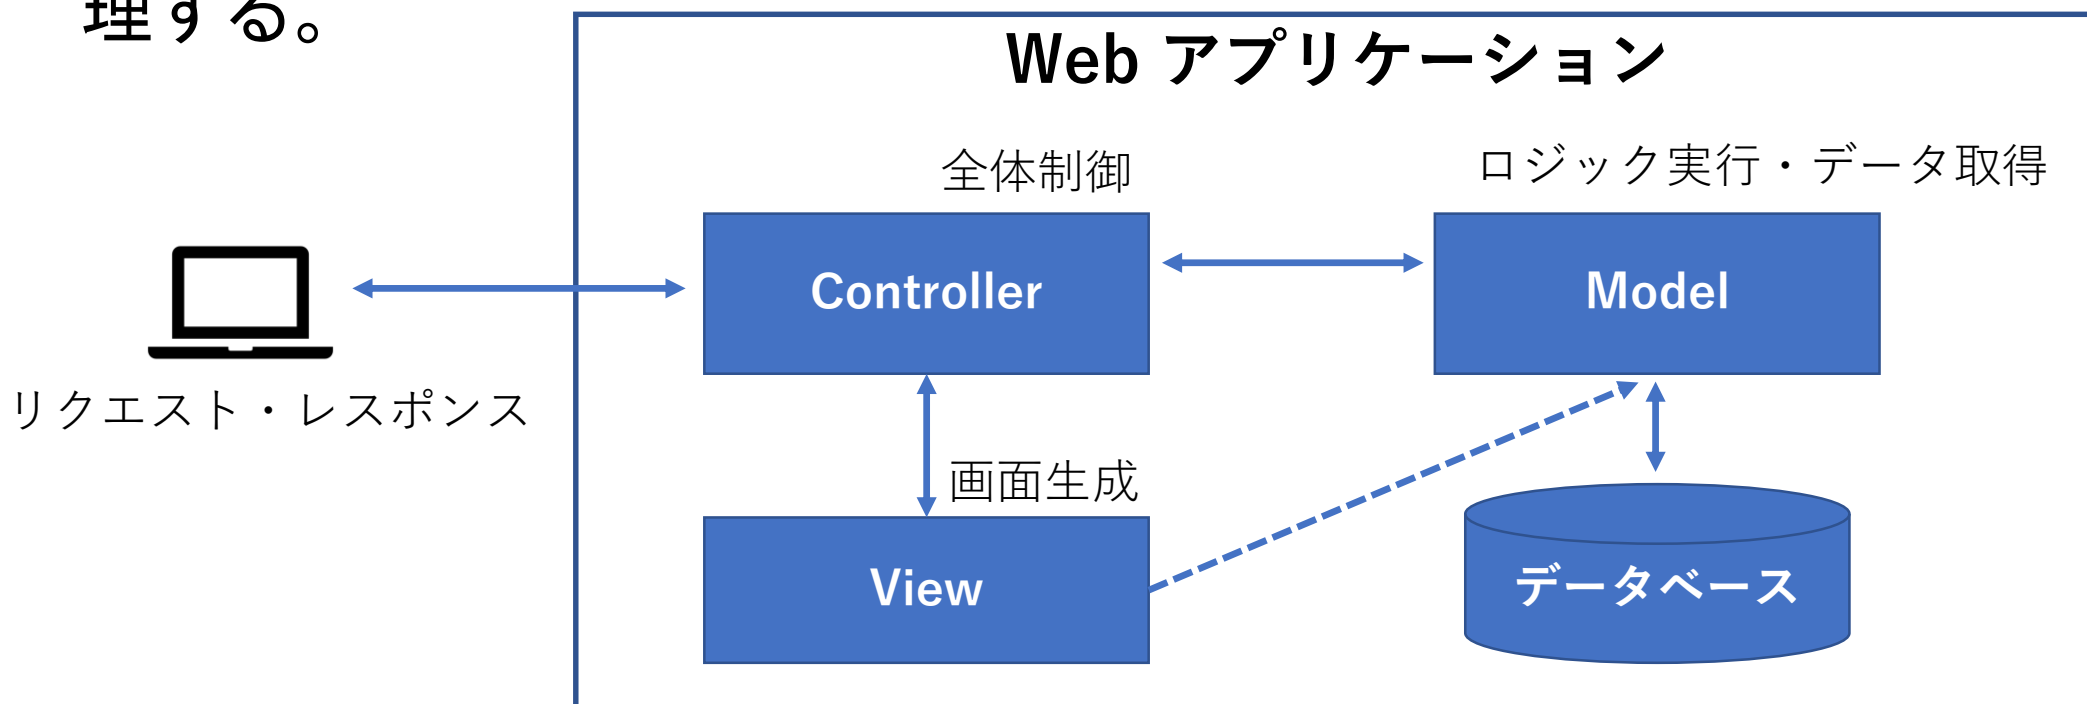 理する。
Web アプリケーション
全体制御
ロジック実行・データ取得
Controller
Model
リクエスト・レスポンス
画面生成
View
データベース